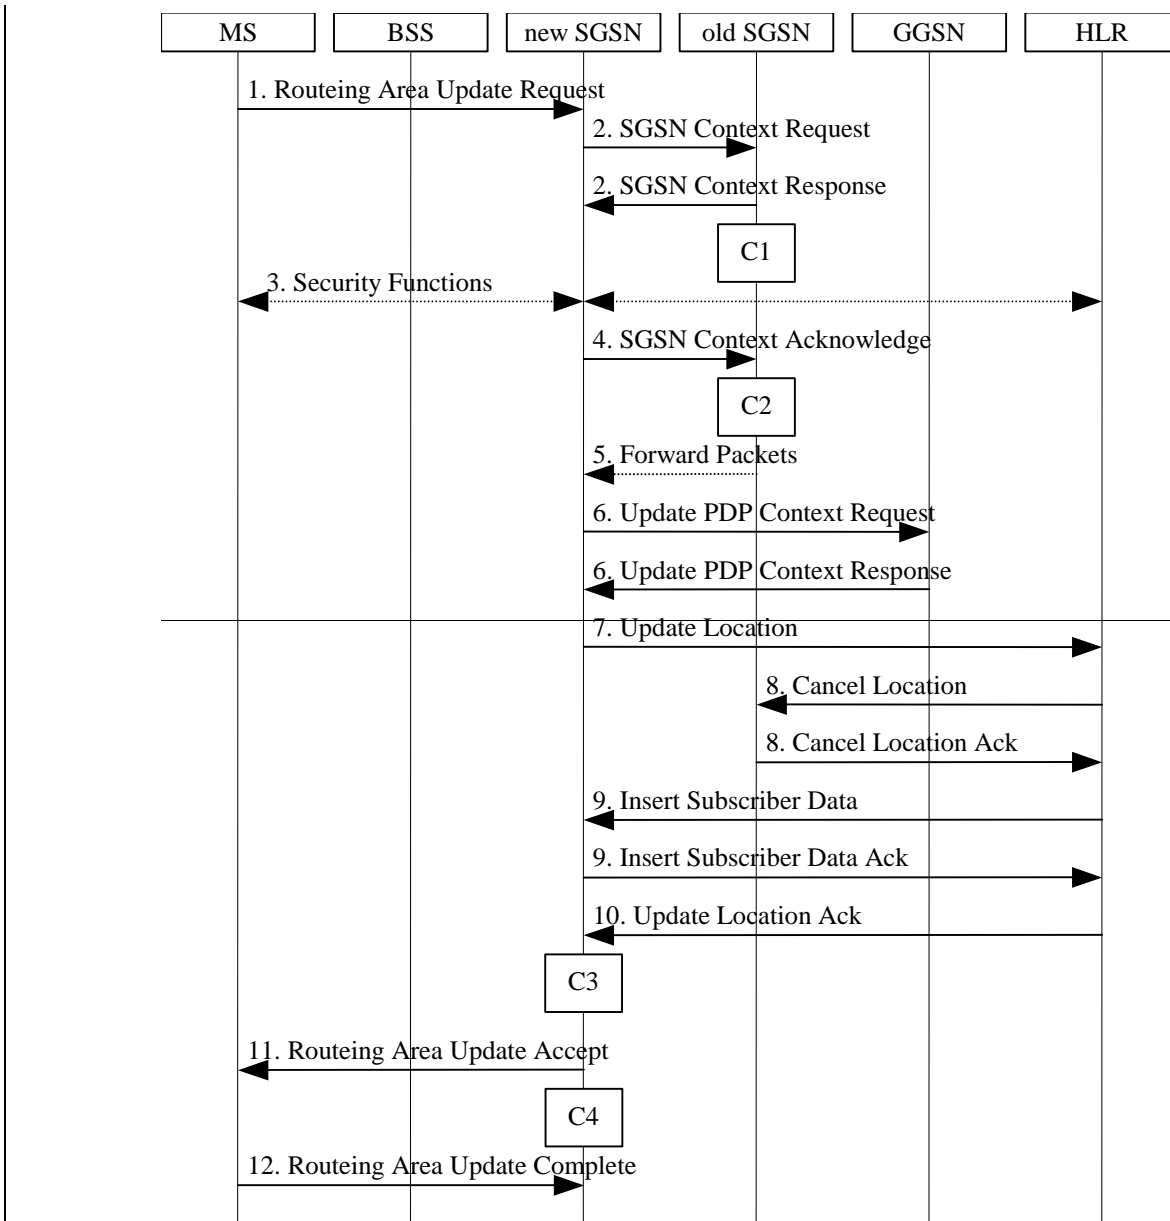 MS BSS new SGSN old SGSN GGSN HLR
1. Routeing Area Update Request
2. SGSN Context Request
2. SGSN Context Response
C1
3. Security Functions
4. SGSN Context Acknowledge
C2
5. Forward Packets
6. Update PDP Context Request
6. Update PDP Context Response
7. Update Location
8. Cancel Location
8. Cancel Location Ack
9. Insert Subscriber Data
9. Insert Subscriber Data Ack
10. Update Location Ack
C3
11. Routeing Area Update Accept
C4
12. Routeing Area Update Complete